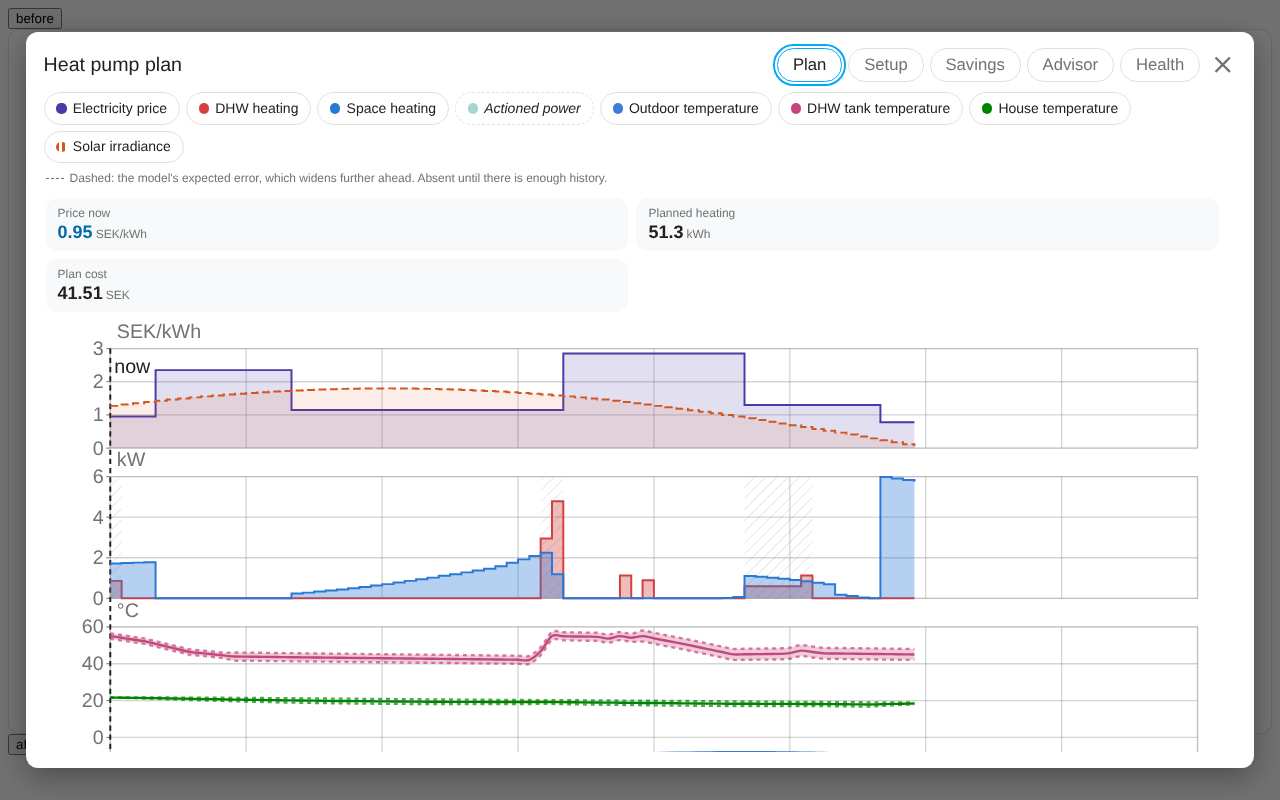 before
Heat pump plan
Plan
Setup
Savings
Advisor
Health
Electricity price
DHW heating
Space heating
Actioned power
Outdoor temperature
DHW tank temperature
House temperature
Solar irradiance
Dashed: the model's expected error, which widens further ahead. Absent until there is enough history.
Price now
0.95 SEK/kWh
Planned heating
51.3 kWh
Plan cost
41.51 SEK
SEK/kWh
3
now
2
1
0
kW
6
4
2
0
°C
60
40
20
0